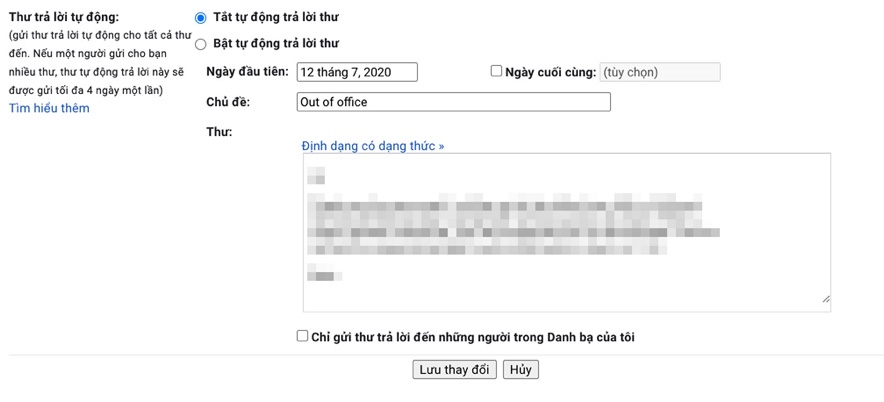 Thư trả lời tự động:
(gửi thư trả lời tự động cho tất cả thư
đến. Nếu một người gửi cho bạn
nhiều thư, thư tự động trả lời này sẽ
được gửi tối đa 4 ngày một lần)
Tìm hiểu thêm
Tắt tự động trả lời thư
Bật tự động trả lời thư
Ngày đầu tiên: 12 tháng 7, 2020 Ngày cuối cùng: (tùy chọn)
Chủ đề: Out of office
Thư:
Định dạng có dạng thức »
Chỉ gửi thư trả lời đến những người trong Danh bạ của tôi
Lưu thay đổi Hủy